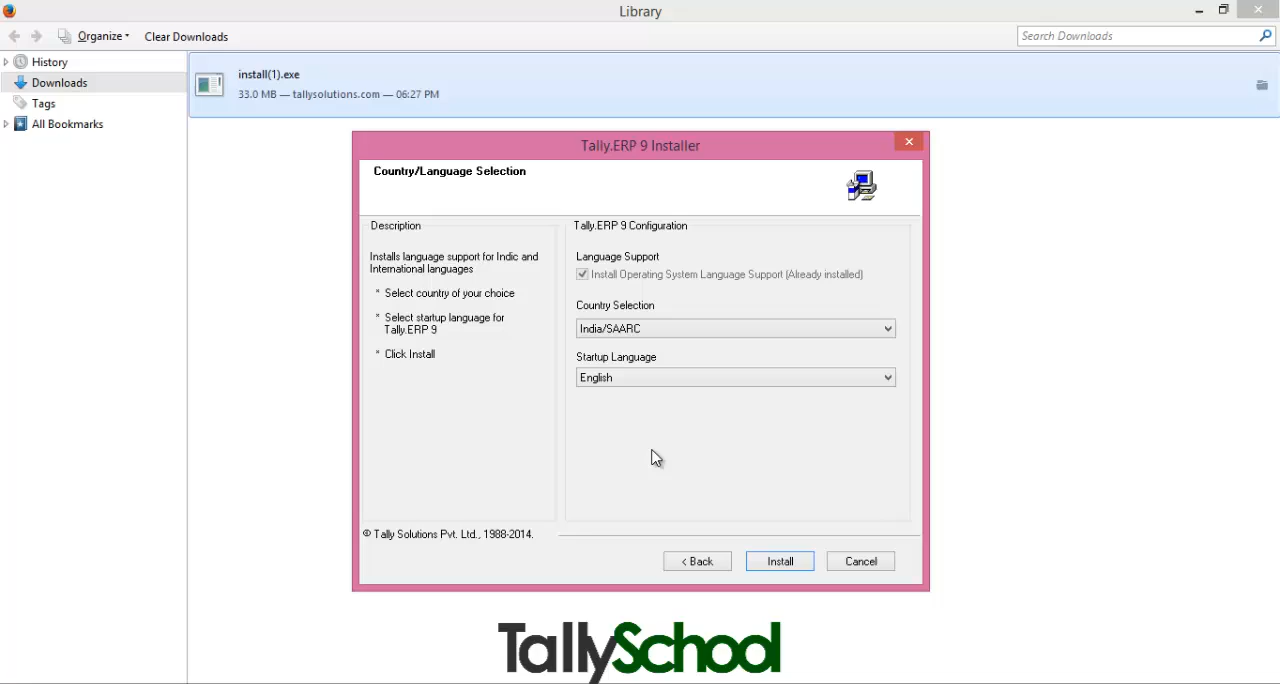 Library
Organize
Clear Downloads
Search Downloads
History
Downloads
Tags
All Bookmarks
install(1).exe
33.0 MB — tallysolutions.com — 06:27 PM
Tally.ERP 9 Installer
Country/Language Selection
Description
Installs language support for Indic and
International languages
* Select country of your choice
* Select startup language for
Tally.ERP 9
* Click Install
Tally.ERP 9 Configuration
Language Support
Install Operating System Language Support (Already installed)
Country Selection
India/SAARC
Startup Language
English
© Tally Solutions Pvt. Ltd., 1988-2014.
< Back
Install
Cancel
TallySchool